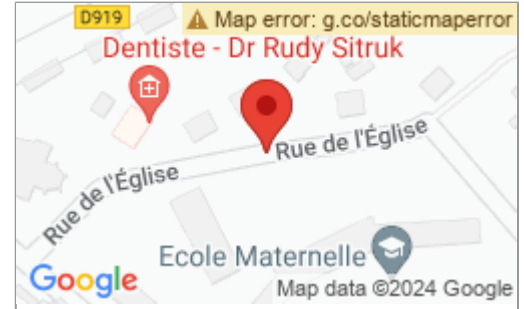 D919
Map error: g.co/staticmaperror
Dentiste - Dr Rudy Sitruk
Rue de l'Église
Rue de l'Église
Ecole Maternelle
Google
Map data ©2024 Google